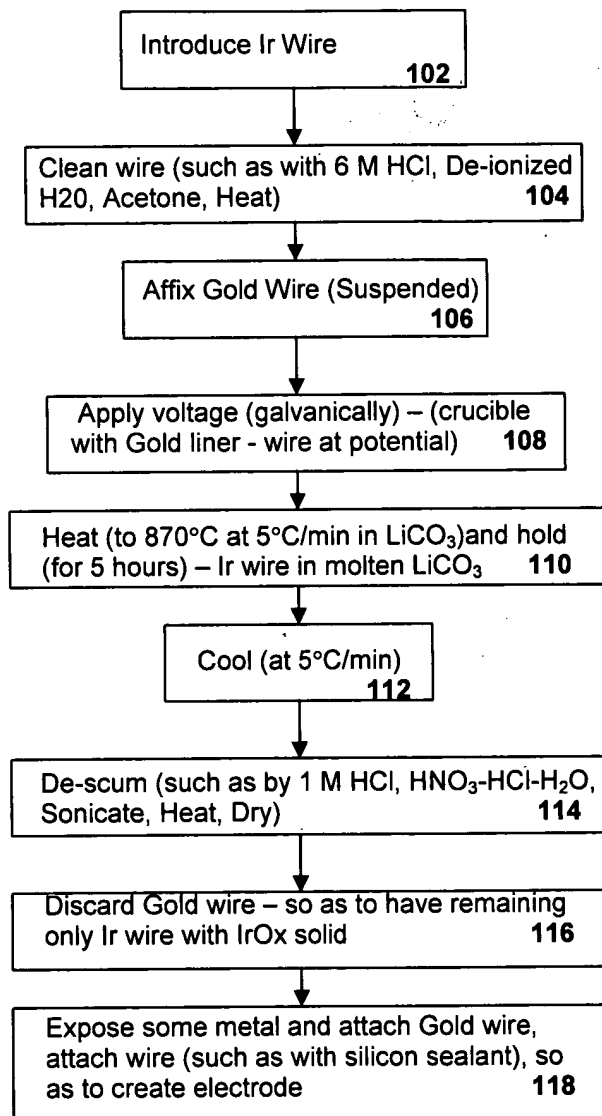 Introduce Ir Wire
102
Clean wire (such as with 6 M HCl, De-ionized
H20, Acetone, Heat) 104
Affix Gold Wire (Suspended)
106
Apply voltage (galvanically) – (crucible
with Gold liner - wire at potential) 108
Heat (to 870°C at 5°C/min in LiCO₃)and hold
(for 5 hours) – Ir wire in molten LiCO₃ 110
Cool (at 5°C/min)
112
De-scum (such as by 1 M HCl, HNO₃-HCl-H₂O,
Sonicate, Heat, Dry) 114
Discard Gold wire – so as to have remaining
only Ir wire with IrOx solid 116
Expose some metal and attach Gold wire,
attach wire (such as with silicon sealant), so
as to create electrode 118